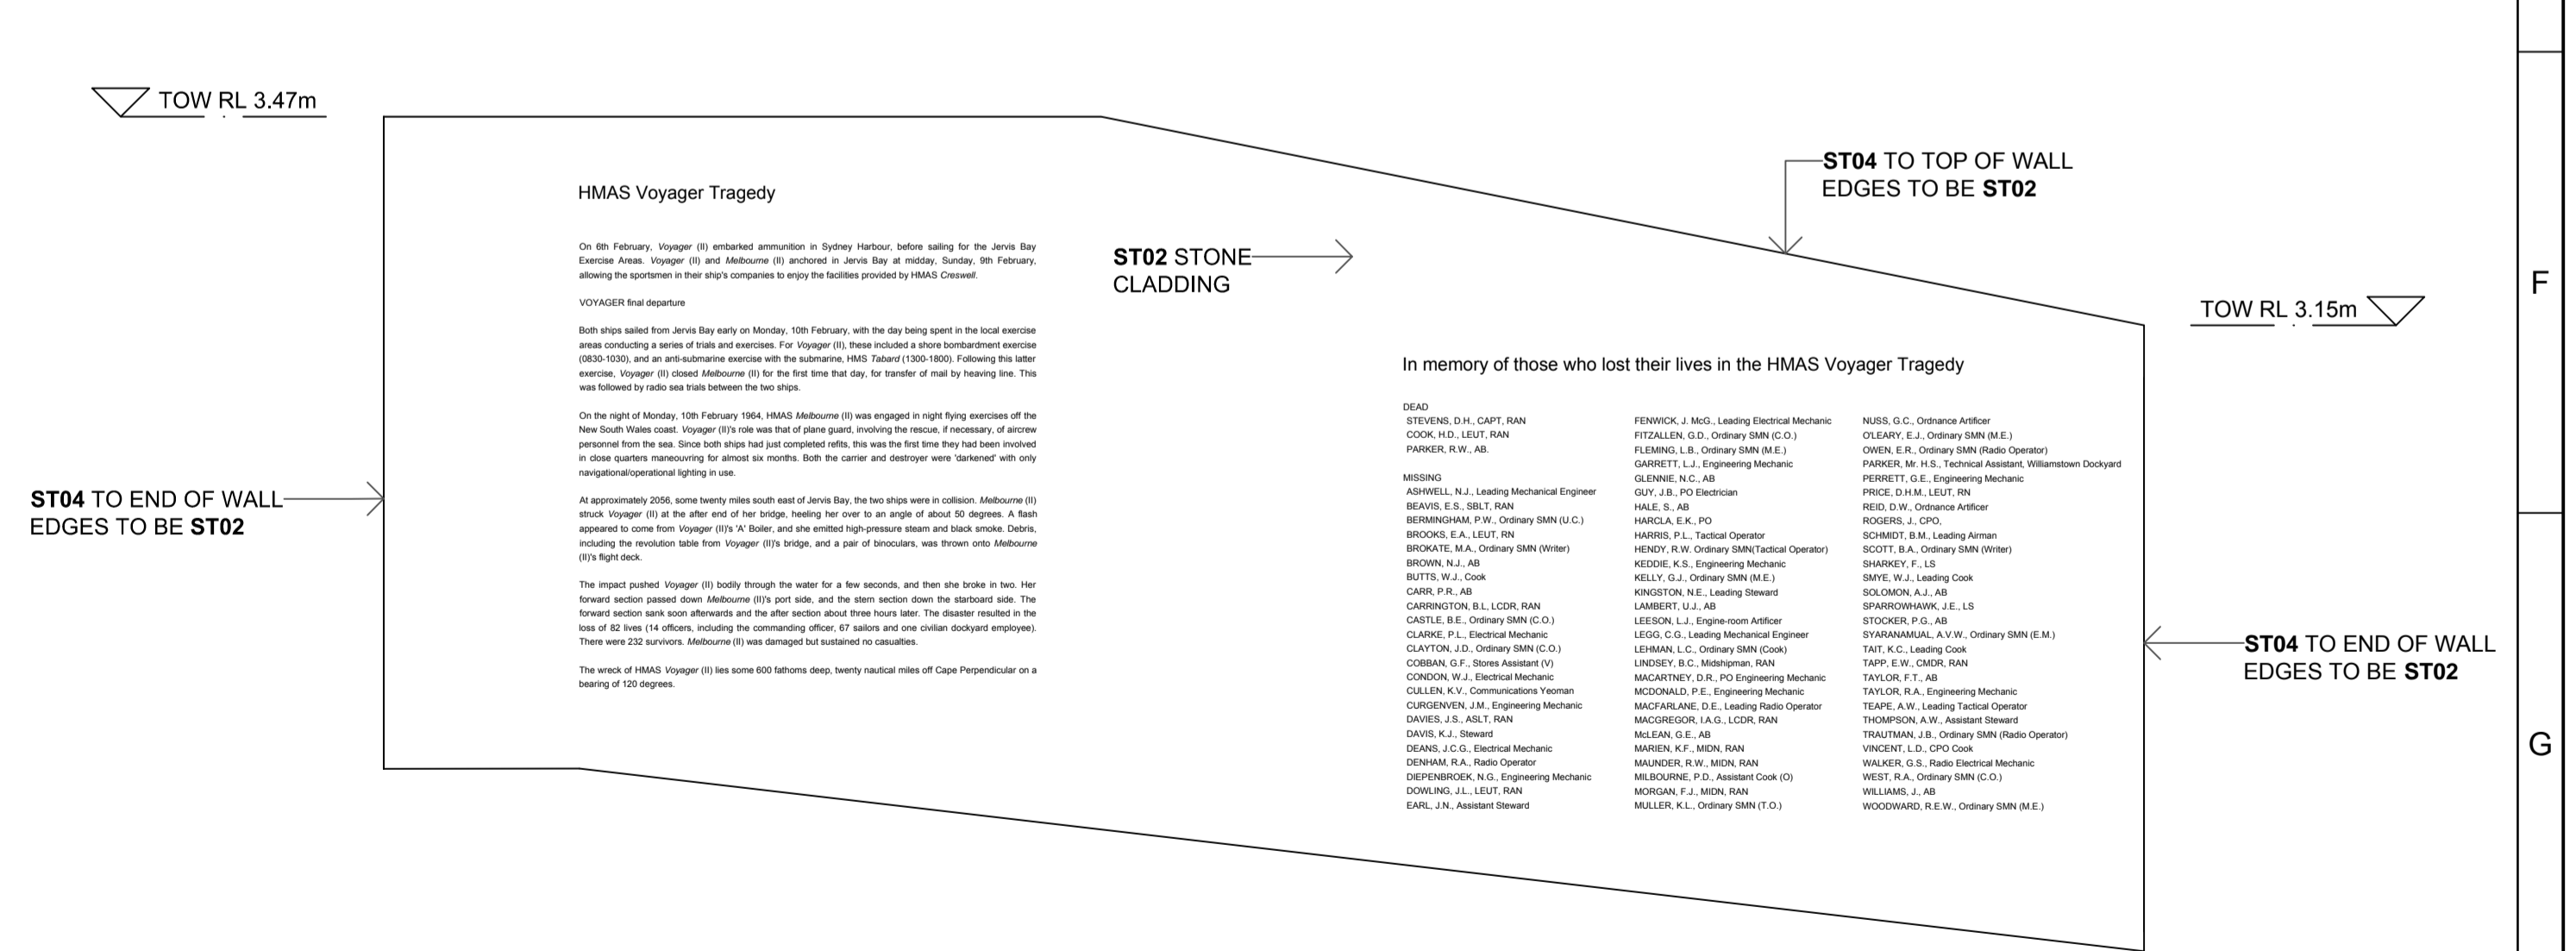 TOW RL 3.47m
HMAS Voyager Tragedy
On 6th February, Voyager (II) embarked ammunition in Sydney Harbour, before sailing for the Jervis Bay
Exercise Areas. Voyager (II) and Melbourne (II) anchored in Jervis Bay at midday, Sunday, 9th February,
allowing the sportsmen in their ship's companies to enjoy the facilities provided by HMAS Creswell.
VOYAGER final departure
Both ships sailed from Jervis Bay early on Monday, 10th February, with the day being spent in the local exercise
areas conducting a series of trials and exercises. For Voyager (II), these included a shore bombardment exercise
(0830-1030), and an anti-submarine exercise with the submarine, HMS Tabard (1300-1800). Following this latter
exercise, Voyager (II) closed Melbourne (II) for the first time that day, for transfer of mail by heaving line. This
was followed by radio sea trials between the two ships.
On the night of Monday, 10th February 1964, HMAS Melbourne (II) was engaged in night flying exercises off the
New South Wales coast. Voyager (II)'s role was that of plane guard, involving the rescue, if necessary, of aircrew
personnel from the sea. Since both ships had just completed refits, this was the first time they had been involved
in close quarters maneouvring for almost six months. Both the carrier and destroyer were 'darkened' with only
navigational/operational lighting in use.
At approximately 2056, some twenty miles south east of Jervis Bay, the two ships were in collision. Melbourne (II)
struck Voyager (II) at the after end of her bridge, heeling her over to an angle of about 50 degrees. A flash
appeared to come from Voyager (II)'s 'A' Boiler, and she emitted high-pressure steam and black smoke. Debris,
including the revolution table from Voyager (II)'s bridge, and a pair of binoculars, was thrown onto Melbourne
(II)'s flight deck.
The impact pushed Voyager (II) bodily through the water for a few seconds, and then she broke in two. Her
forward section passed down Melbourne (II)'s port side, and the stern section down the starboard side. The
forward section sank soon afterwards and the after section about three hours later. The disaster resulted in the
loss of 82 lives (14 officers, including the commanding officer, 67 sailors and one civilian dockyard employee).
There were 232 survivors. Melbourne (II) was damaged but sustained no casualties.
The wreck of HMAS Voyager (II) lies some 600 fathoms deep, twenty nautical miles off Cape Perpendicular on a
bearing of 120 degrees.
ST04 TO END OF WALL
EDGES TO BE ST02
ST02 STONE
CLADDING
ST04 TO TOP OF WALL
EDGES TO BE ST02
TOW RL 3.15m
In memory of those who lost their lives in the HMAS Voyager Tragedy
DEAD
STEVENS, D.H., CAPT, RAN
COOK, H.D., LEUT, RAN
PARKER, R.W., AB.
MISSING
ASHWELL, N.J., Leading Mechanical Engineer
BEAVIS, E.S., SBLT, RAN
BERMINGHAM, P.W., Ordinary SMN (U.C.)
BROOKS, E.A., LEUT, RN
BROKATE, M.A., Ordinary SMN (Writer)
BROWN, N.J., AB
BUTTS, W.J., Cook
CARR, P.R., AB
CARRINGTON, B.L, LCDR, RAN
CASTLE, B.E., Ordinary SMN (C.O.)
CLARKE, P.L., Electrical Mechanic
CLAYTON, J.D., Ordinary SMN (C.O.)
COBBAN, G.F., Stores Assistant (V)
CONDON, W.J., Electrical Mechanic
CULLEN, K.V., Communications Yeoman
CURGENVEN, J.M., Engineering Mechanic
DAVIES, J.S., ASLT, RAN
DAVIS, K.J., Steward
DEANS, J.C.G., Electrical Mechanic
DENHAM, R.A., Radio Operator
DIEPENBROEK, N.G., Engineering Mechanic
DOWLING, J.L., LEUT, RAN
EARL, J.N., Assistant Steward
FENWICK, J. McG., Leading Electrical Mechanic
FITZALLEN, G.D., Ordinary SMN (C.O.)
FLEMING, L.B., Ordinary SMN (M.E.)
GARRETT, L.J., Engineering Mechanic
GLENNIE, N.C., AB
GUY, J.B., PO Electrician
HALE, S., AB
HARCLA, E.K., PO
HARRIS, P.L., Tactical Operator
HENDY, R.W. Ordinary SMN(Tactical Operator)
KEDDIE, K.S., Engineering Mechanic
KELLY, G.J., Ordinary SMN (M.E.)
KINGSTON, N.E., Leading Steward
LAMBERT, U.J., AB
LEESON, L.J., Engine-room Artificer
LEGG, C.G., Leading Mechanical Engineer
LEHMAN, L.C., Ordinary SMN (Cook)
LINDSEY, B.C., Midshipman, RAN
MACARTNEY, D.R., PO Engineering Mechanic
MCDONALD, P.E., Engineering Mechanic
MACFARLANE, D.E., Leading Radio Operator
MACGREGOR, I.A.G., LCDR, RAN
McLEAN, G.E., AB
MARIEN, K.F., MIDN, RAN
MAUNDER, R.W., MIDN, RAN
MILBOURNE, P.D., Assistant Cook (O)
MORGAN, F.J., MIDN, RAN
MULLER, K.L., Ordinary SMN (T.O.)
NUSS, G.C., Ordnance Artificer
O'LEARY, E.J., Ordinary SMN (M.E.)
OWEN, E.R., Ordinary SMN (Radio Operator)
PARKER, Mr. H.S., Technical Assistant, Williamstown Dockyard
PERRETT, G.E., Engineering Mechanic
PRICE, D.H.M., LEUT, RN
REID, D.W., Ordnance Artificer
ROGERS, J., CPO,
SCHMIDT, B.M., Leading Airman
SCOTT, B.A., Ordinary SMN (Writer)
SHARKEY, F., LS
SMYE, W.J., Leading Cook
SOLOMON, A.J., AB
SPARROWHAWK, J.E., LS
STOCKER, P.G., AB
SYARANAMUAL, A.V.W., Ordinary SMN (E.M.)
TAIT, K.C., Leading Cook
TAPP, E.W., CMDR, RAN
TAYLOR, F.T., AB
TAYLOR, R.A., Engineering Mechanic
TEAPE, A.W., Leading Tactical Operator
THOMPSON, A.W., Assistant Steward
TRAUTMAN, J.B., Ordinary SMN (Radio Operator)
VINCENT, L.D., CPO Cook
WALKER, G.S., Radio Electrical Mechanic
WEST, R.A., Ordinary SMN (C.O.)
WILLIAMS, J., AB
WOODWARD, R.E.W., Ordinary SMN (M.E.)
ST04 TO END OF WALL
EDGES TO BE ST02
F
G